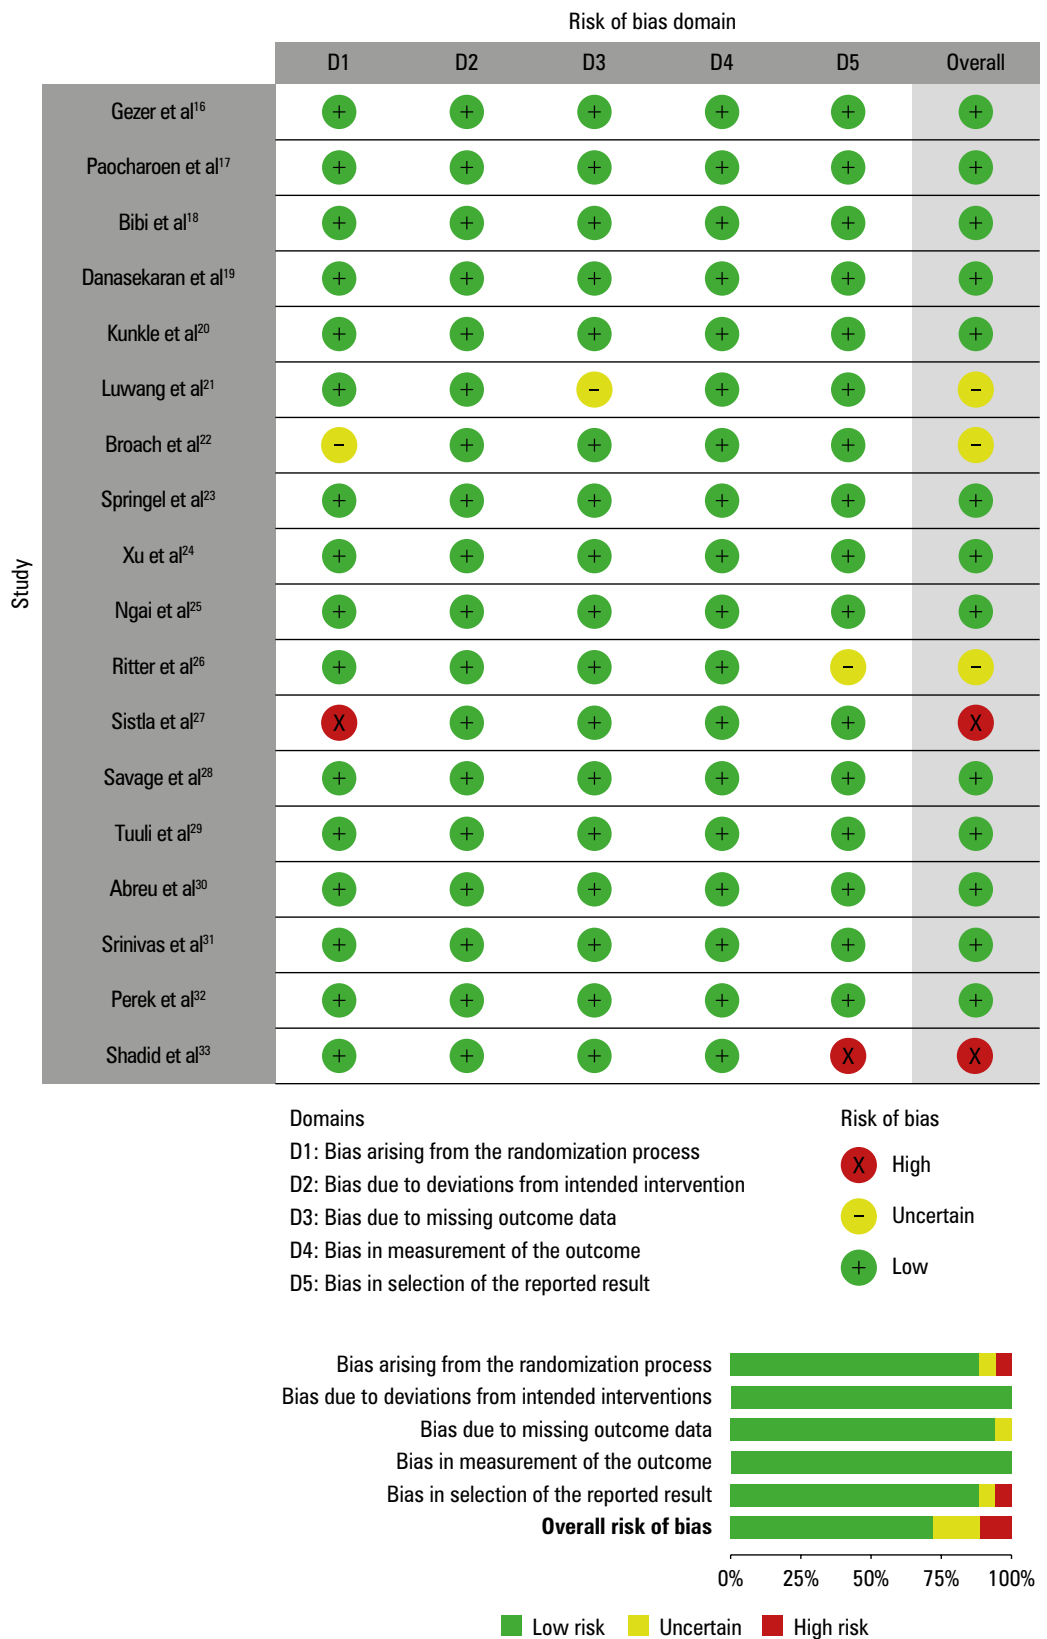 Risk of bias domain
D1 D2 D3 D4 D5 Overall
Study
Gezer et al16 + + + + + +
Paocharoen et al17 + + + + + +
Bibi et al18 + + + + + +
Danasekaran et al19 + + + + + +
Kunkle et al20 + + + + + +
Luwang et al21 + + - + + -
Broach et al22 - + + + + -
Springel et al23 + + + + + +
Xu et al24 + + + + + +
Ngai et al25 + + + + + +
Ritter et al26 + + + + - -
Sistla et al27 X + + + + X
Savage et al28 + + + + + +
Tuuli et al29 + + + + + +
Abreu et al30 + + + + + +
Srinivas et al31 + + + + + +
Perek et al32 + + + + + +
Shadid et al33 + + + + X X
Domains
D1: Bias arising from the randomization process
D2: Bias due to deviations from intended intervention
D3: Bias due to missing outcome data
D4: Bias in measurement of the outcome
D5: Bias in selection of the reported result
Risk of bias
X High
- Uncertain
+ Low
Bias arising from the randomization process
Bias due to deviations from intended interventions
Bias due to missing outcome data
Bias in measurement of the outcome
Bias in selection of the reported result
Overall risk of bias
0% 25% 50% 75% 100%
Low risk Uncertain High risk